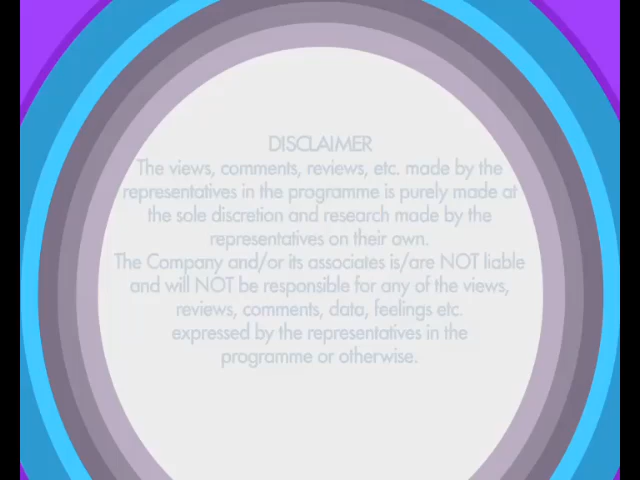 DISCLAIMER
The views, comments, reviews, etc. made by the
representatives in the programme is purely made at
the sole discretion and research made by the
representatives on their own.
The Company and/or its associates is/are NOT liable
and will NOT be responsible for any of the views,
reviews, comments, data, feelings etc.
expressed by the representatives in the
programme or otherwise.